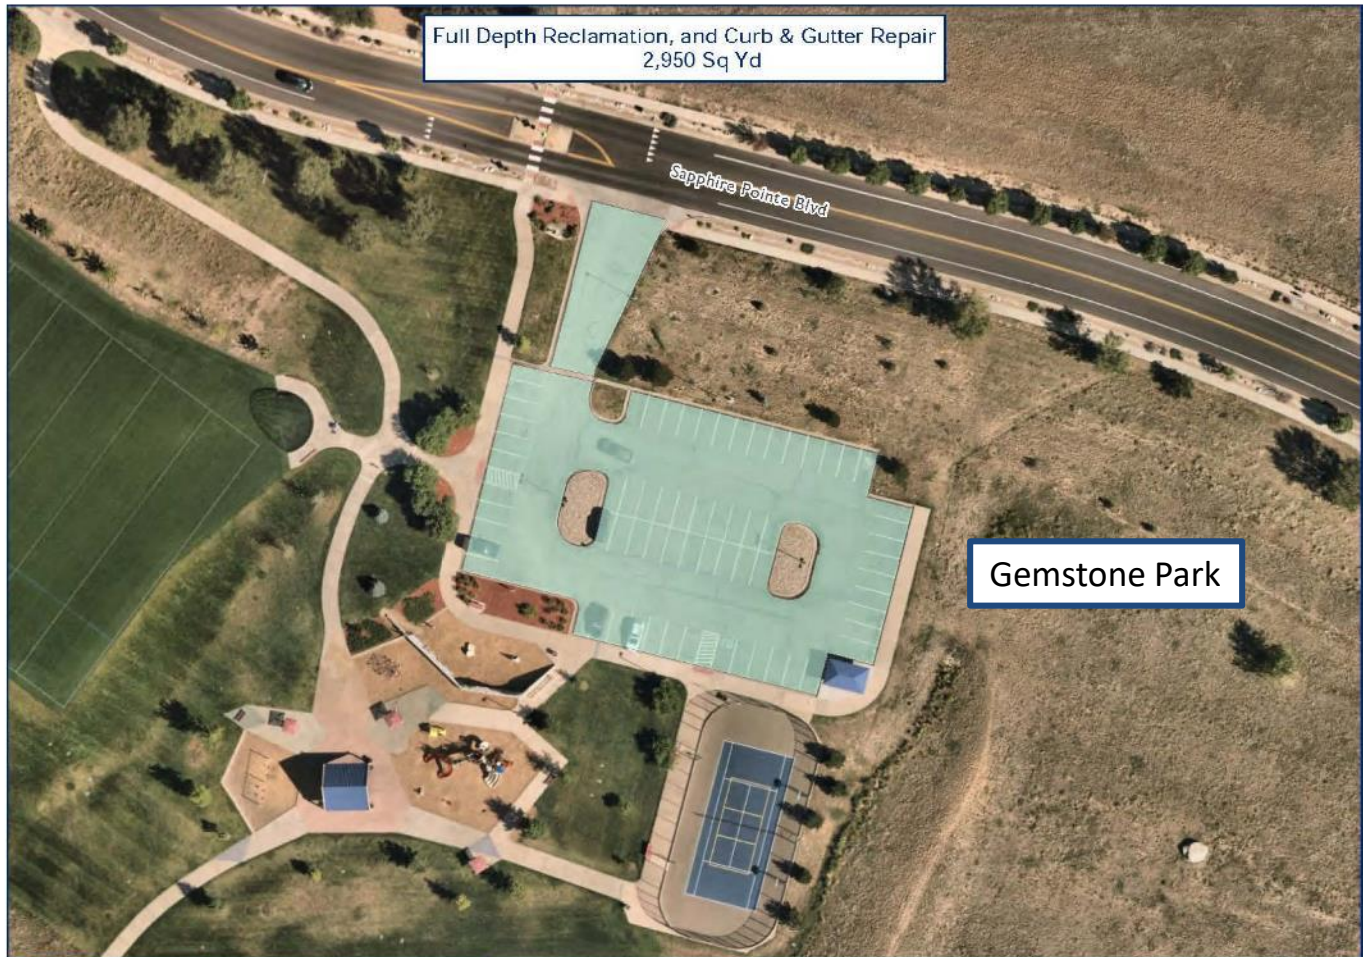 Full Depth Reclamation, and Curb & Gutter Repair
2,950 Sq Yd
Sapphire Pointe Blvd
Gemstone Park